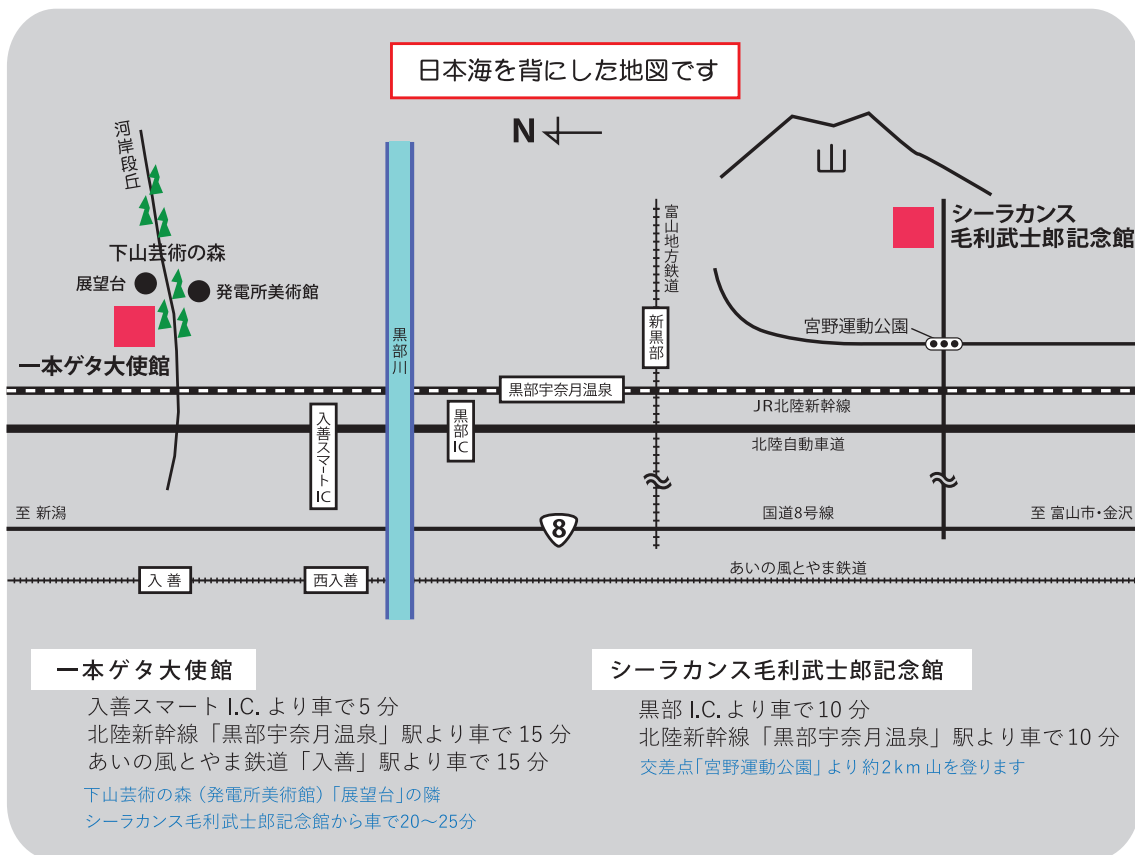 日本海を背にした地図です
N
山
河岸段丘
下山芸術の森
展望台
発電所美術館
一本ゲタ大使館
黒部川
富山地方鉄道
新黒部
シーラカンス
毛利武士郎記念館
宮野運動公園
黒部宇奈月温泉
JR北陸新幹線
入善スマートIC
黒部IC
北陸自動車道
至 新潟
8
国道8号線
至 富山市・金沢
入善
西入善
あいの風とやま鉄道
一本ゲタ大使館
入善スマート I.C. より車で5分
北陸新幹線「黒部宇奈月温泉」駅より車で 15 分
あいの風とやま鉄道「入善」駅より車で 15 分
下山芸術の森(発電所美術館)「展望台」の隣
シーラカンス毛利武士郎記念館から車で20〜25分
シーラカンス毛利武士郎記念館
黒部 I.C. より車で10 分
北陸新幹線「黒部宇奈月温泉」駅より車で10 分
交差点「宮野運動公園」より約2km山を登ります